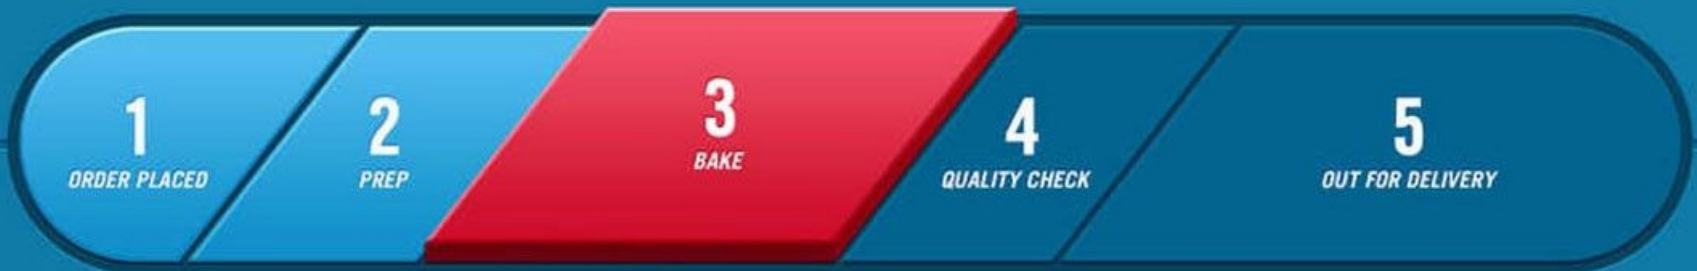 1
ORDER PLACED
2
PREP
3
BAKE
4
QUALITY CHECK
5
OUT FOR DELIVERY